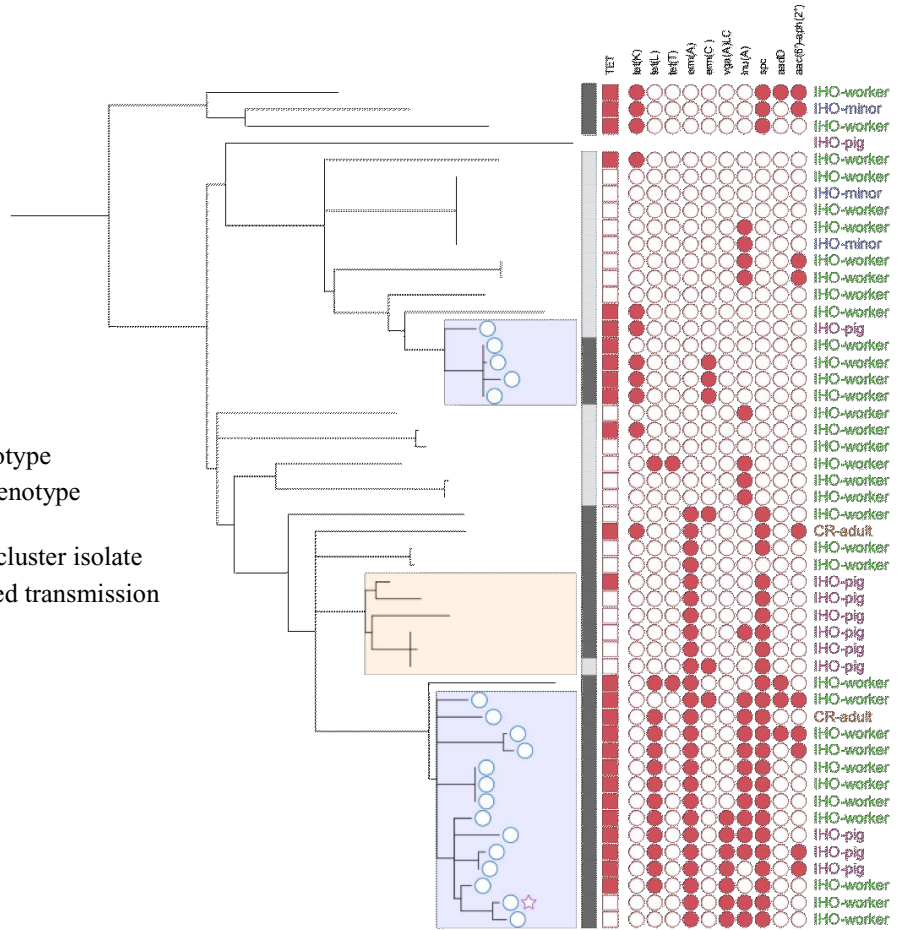 TET
tet(K)
tet(L)
tet(T)
erm(A)
erm(C)
vga(A)LC
lnu(A)
spc
aadD
aac(6')-aph(2'')
IHO-worker
IHO-minor
IHO-worker
IHO-pig
IHO-worker
IHO-worker
IHO-minor
IHO-worker
IHO-worker
IHO-minor
IHO-worker
IHO-worker
IHO-worker
IHO-worker
IHO-pig
IHO-worker
IHO-worker
IHO-worker
IHO-worker
IHO-worker
IHO-worker
IHO-worker
IHO-worker
IHO-worker
IHO-worker
IHO-worker
CR-adult
IHO-worker
IHO-worker
IHO-pig
IHO-pig
IHO-pig
IHO-pig
IHO-pig
IHO-pig
IHO-worker
IHO-worker
CR-adult
IHO-worker
IHO-worker
IHO-worker
IHO-worker
IHO-worker
IHO-worker
IHO-pig
IHO-pig
IHO-pig
IHO-worker
IHO-worker
IHO-worker
otype
enotype
cluster isolate
ed transmission